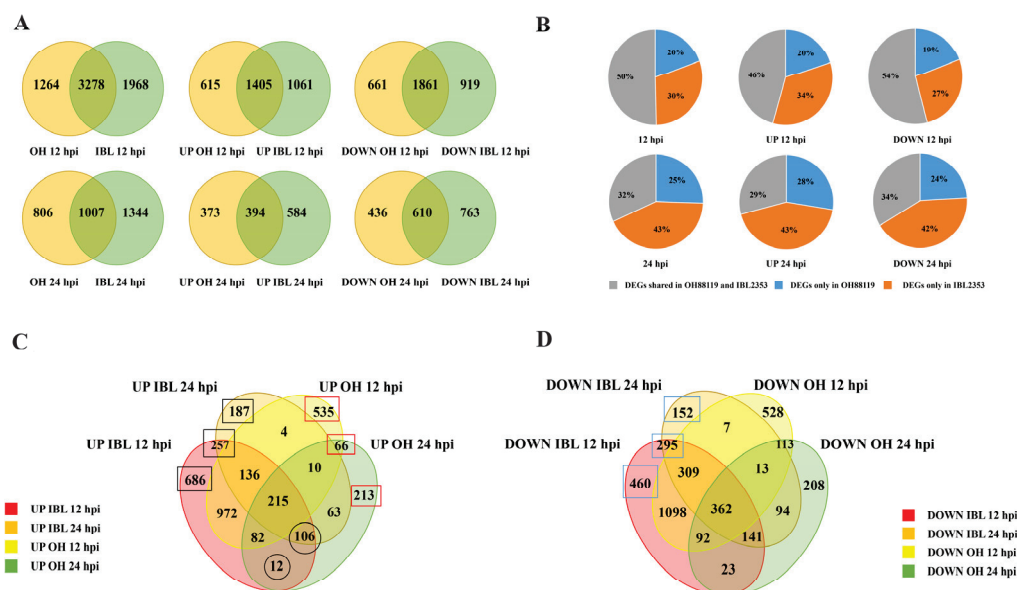 A
1264 3278 1968
615 1405 1061
661 1861 919
OH 12 hpi IBL 12 hpi
UP OH 12 hpi UP IBL 12 hpi
DOWN OH 12 hpi DOWN IBL 12 hpi
806 1007 1344
373 394 584
436 610 763
OH 24 hpi IBL 24 hpi
UP OH 24 hpi UP IBL 24 hpi
DOWN OH 24 hpi DOWN IBL 24 hpi
B
20%
50%
30%
12 hpi
20%
46%
34%
UP 12 hpi
19%
54%
27%
DOWN 12 hpi
25%
32%
43%
24 hpi
28%
29%
43%
UP 24 hpi
24%
34%
42%
DOWN 24 hpi
DEGs shared in OH88119 and IBL2353
DEGs only in OH88119
DEGs only in IBL2353
C
UP IBL 24 hpi
UP OH 12 hpi
187
535
4
UP IBL 12 hpi
UP OH 24 hpi
257
66
136
10
686
215
213
972
63
82
106
12
UP IBL 12 hpi
UP IBL 24 hpi
UP OH 12 hpi
UP OH 24 hpi
D
DOWN IBL 24 hpi
DOWN OH 12 hpi
152
528
7
DOWN IBL 12 hpi
DOWN OH 24 hpi
295
113
309
13
460
208
1098
362
94
92
141
23
DOWN IBL 12 hpi
DOWN IBL 24 hpi
DOWN OH 12 hpi
DOWN OH 24 hpi